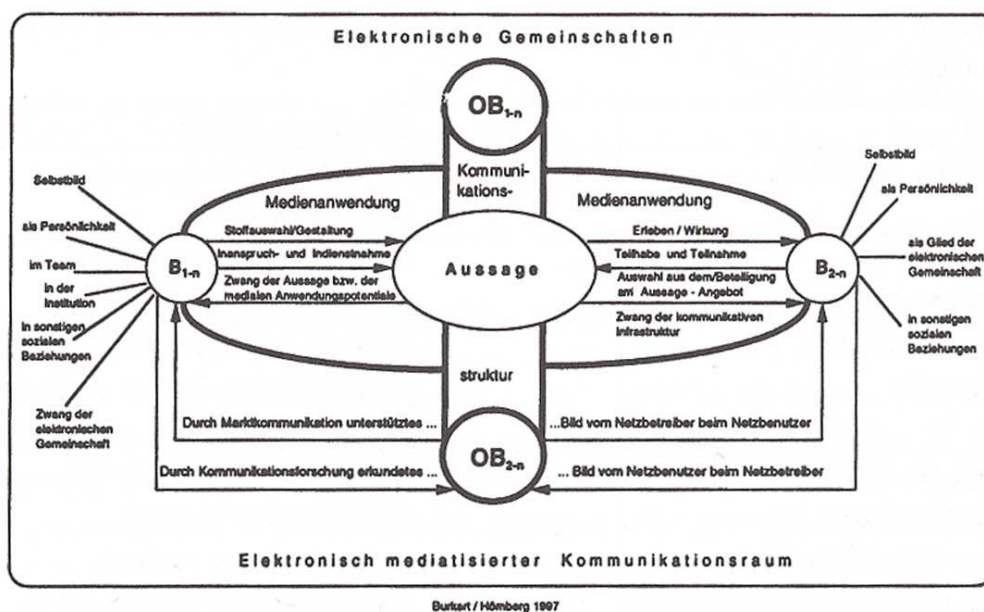 Elektronische Gemeinschaften
OB1-n
Kommuni-
kations-
Selbstbild
als Persönlichkeit
im Team
in der
Institution
in sonstigen
sozialen
Beziehungen
Zwang der
elektronischen
Gemeinschaft
B1-n
Medienanwendung
Stoffauswahl/Gestaltung
Inanspruch- und Indienstnahme
Zwang der Aussage bzw. der
medialen Anwendungspotentiale
Aussage
Medienanwendung
Erleben / Wirkung
Teilhabe und Teilnahme
Auswahl aus dem/Beteiligung
am Aussage - Angebot
Zwang der kommunikativen
Infrastruktur
B2-n
Selbstbild
als Persönlichkeit
als Glied der
elektronischen
Gemeinschaft
in sonstigen
sozialen
Beziehungen
struktur
Durch Marktkommunikation unterstütztes ...
...Bild vom Netzbetreiber beim Netzbenutzer
OB2-n
Durch Kommunikationsforschung erkundetes ...
... Bild vom Netzbenutzer beim Netzbetreiber
Elektronisch mediatisierter Kommunikationsraum
Burkart / Hömberg 1997